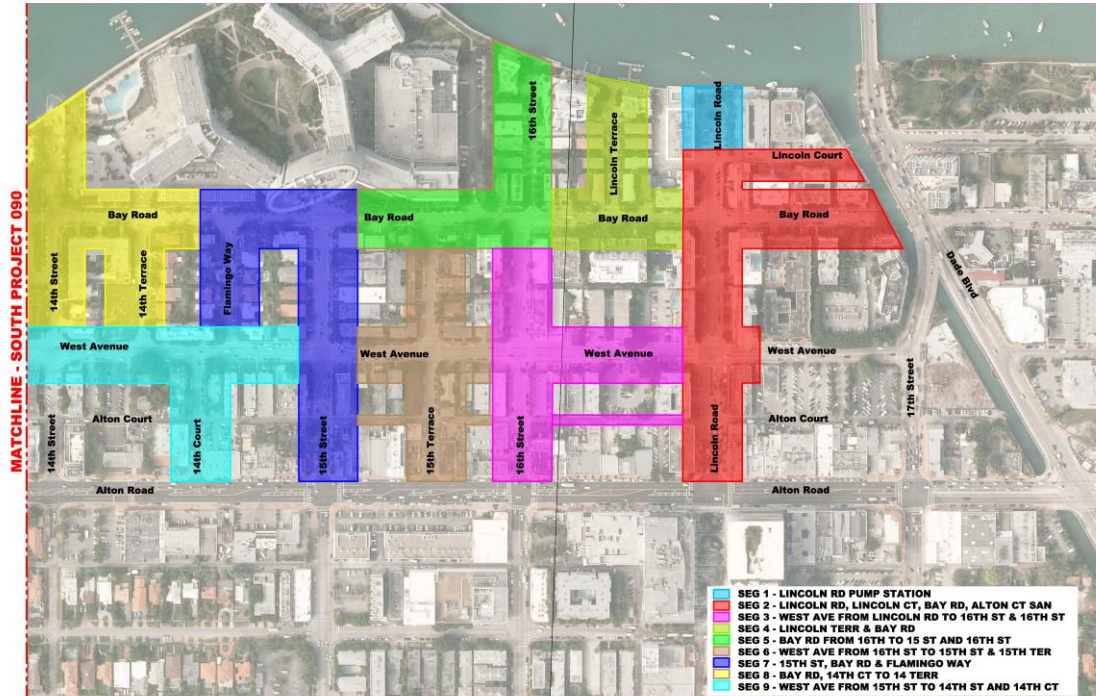 MATCHLINE - SOUTH PROJECT 090
16th Street
Lincoln Road
Lincoln Terrace
Lincoln Court
Bay Road
Bay Road
Bay Road
Bay Road
14th Street
14th Terrace
Flamingo Way
Dade Blvd
West Avenue
West Avenue
West Avenue
West Avenue
17th Street
14th Street
Alton Court
14th Court
15th Street
15th Terrace
16th Street
Lincoln Road
Alton Court
Alton Road
Alton Road
SEG 1 - LINCOLN RD PUMP STATION
SEG 2 - LINCOLN RD, LINCOLN CT, BAY RD, ALTON CT SAN
SEG 3 - WEST AVE FROM LINCOLN RD TO 16TH ST & 16TH ST
SEG 4 - LINCOLN TERR & BAY RD
SEG 5 - BAY RD FROM 16TH TO 15 ST AND 16TH ST
SEG 6 - WEST AVE FROM 16TH ST TO 15TH ST & 15TH TER
SEG 7 - 15TH ST, BAY RD & FLAMINGO WAY
SEG 8 - BAY RD, 14TH CT TO 14 TERR
SEG 9 - WEST AVE FROM 15TH ST TO 14TH ST AND 14TH CT